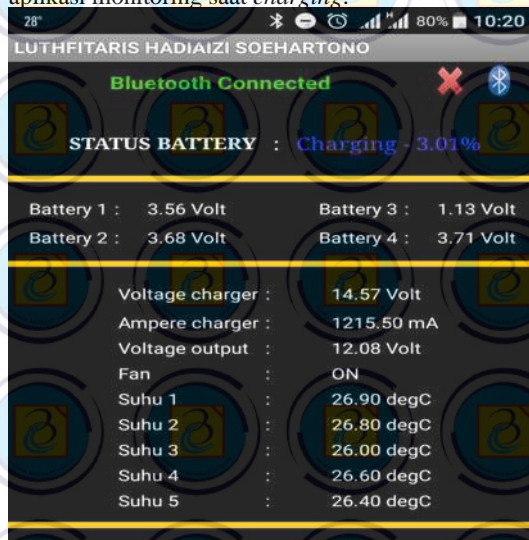 aplikasi monitoring saat charging.
28° 80% 10:20
LUTHFITARIS HADIAIZI SOEHARTONO
Bluetooth Connected
STATUS BATTERY : Charging - 3.01%
Battery 1 : 3.56 Volt Battery 3 : 1.13 Volt
Battery 2 : 3.68 Volt Battery 4 : 3.71 Volt
Voltage charger : 14.57 Volt
Ampere charger : 1215.50 mA
Voltage output : 12.08 Volt
Fan : ON
Suhu 1 : 26.90 degC
Suhu 2 : 26.80 degC
Suhu 3 : 26.00 degC
Suhu 4 : 26.60 degC
Suhu 5 : 26.40 degC